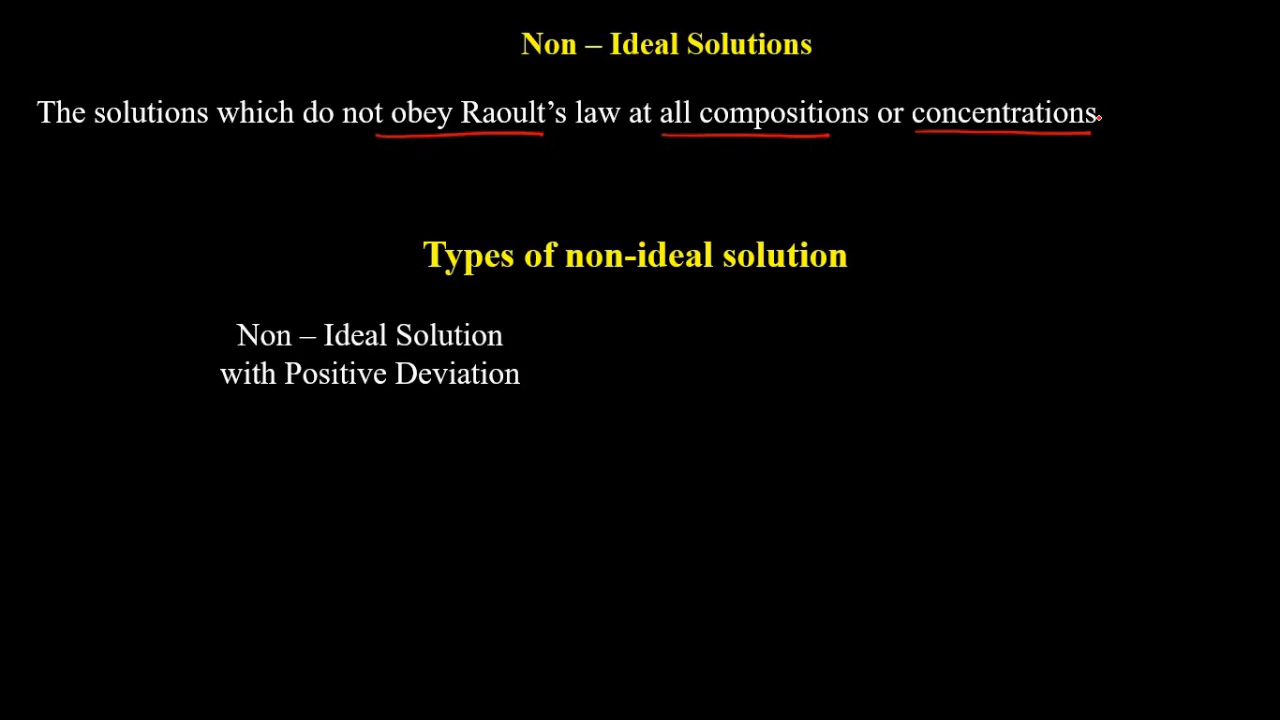 Non – Ideal Solutions
The solutions which do not obey Raoult’s law at all compositions or concentrations.
Types of non-ideal solution
Non – Ideal Solution
with Positive Deviation